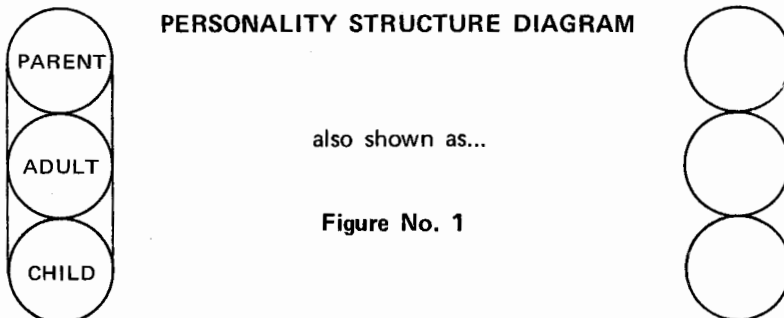 PERSONALITY STRUCTURE DIAGRAM
PARENT
also shown as...
ADULT
Figure No. 1
CHILD